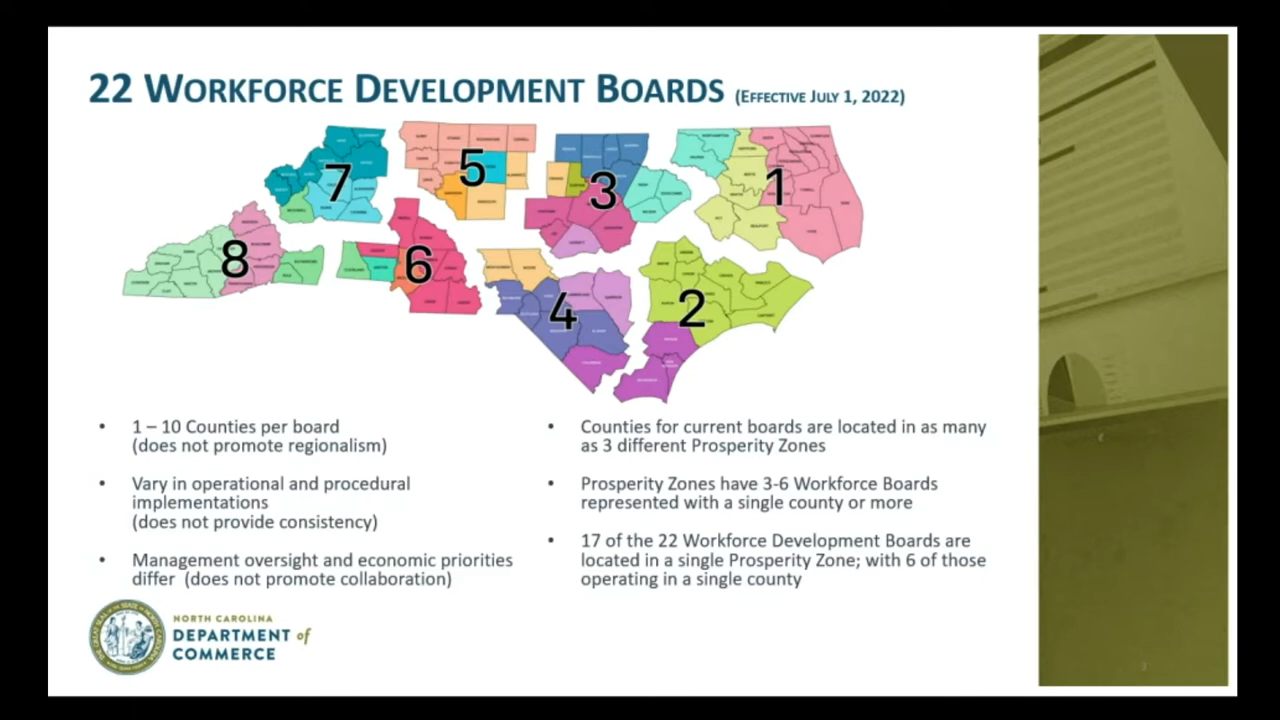 22 WORKFORCE DEVELOPMENT BOARDS (EFFECTIVE JULY 1, 2022)
7
5
3
1
8
6
4
2
• 1 – 10 Counties per board
(does not promote regionalism)
• Vary in operational and procedural
implementations
(does not provide consistency)
• Management oversight and economic priorities
differ (does not promote collaboration)
• Counties for current boards are located in as many
as 3 different Prosperity Zones
• Prosperity Zones have 3-6 Workforce Boards
represented with a single county or more
• 17 of the 22 Workforce Development Boards are
located in a single Prosperity Zone; with 6 of those
operating in a single county
NORTH CAROLINA
DEPARTMENT of
COMMERCE
3